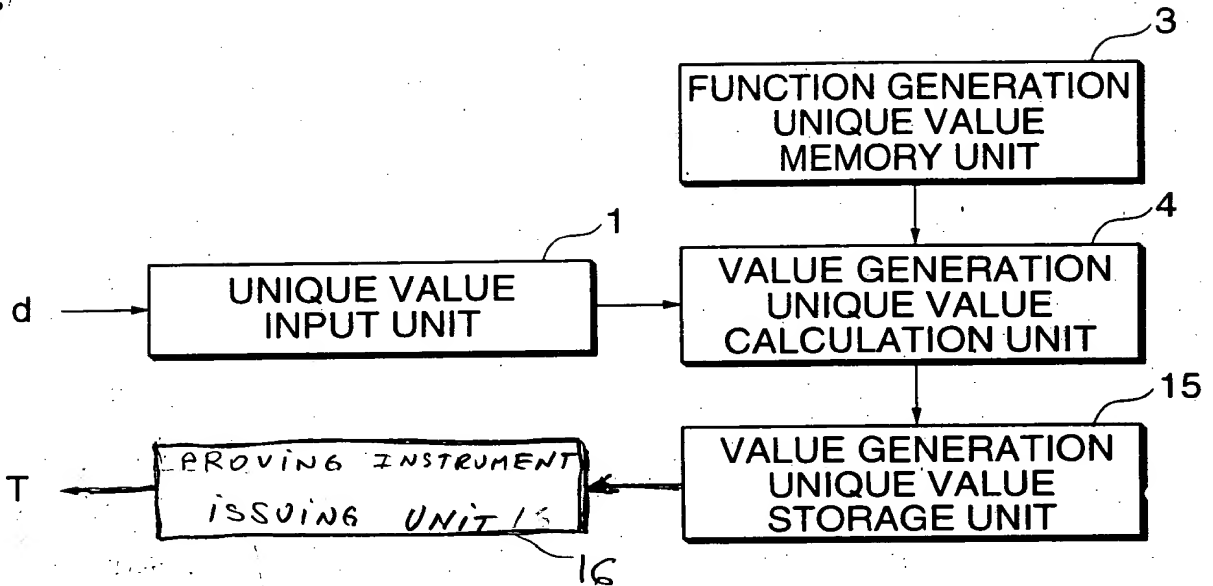 3
FUNCTION GENERATION
UNIQUE VALUE
MEMORY UNIT
1
4
d
UNIQUE VALUE
INPUT UNIT
VALUE GENERATION
UNIQUE VALUE
CALCULATION UNIT
15
T
PROVING INSTRUMENT
ISSUING UNIT
VALUE GENERATION
UNIQUE VALUE
STORAGE UNIT
16